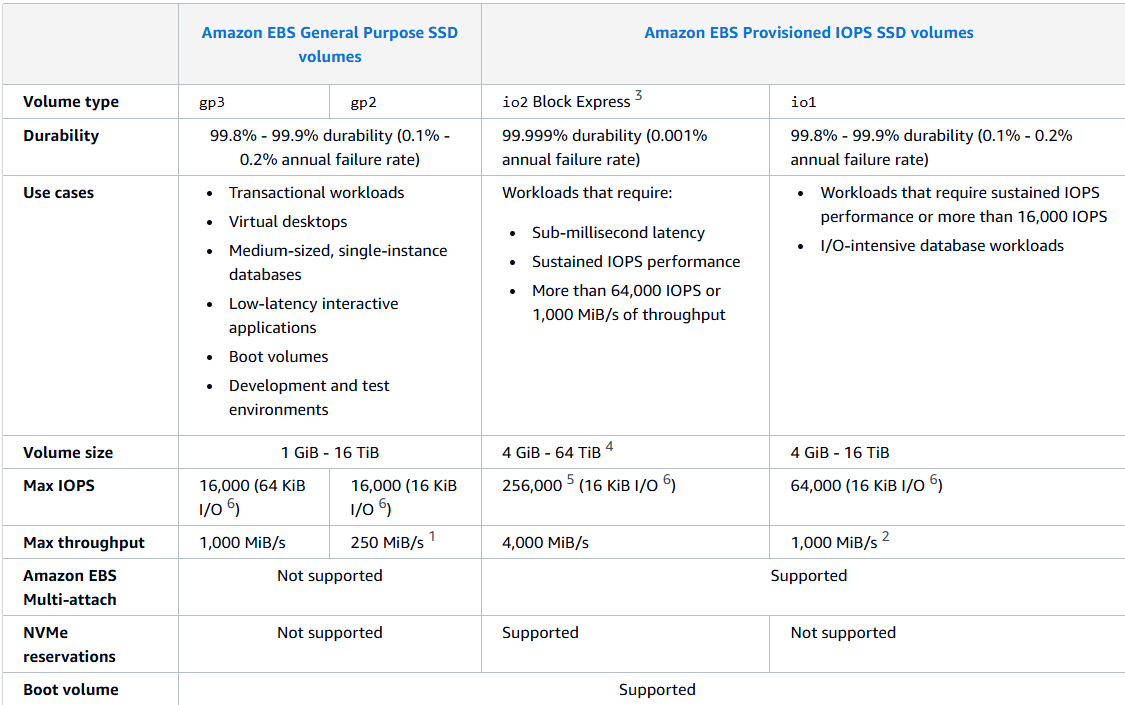 Amazon EBS General Purpose SSD
volumes
Amazon EBS Provisioned IOPS SSD volumes
Volume type
gp3
gp2
io2 Block Express 3
io1
Durability
99.8% - 99.9% durability (0.1% -
0.2% annual failure rate)
99.999% durability (0.001%
annual failure rate)
99.8% - 99.9% durability (0.1% - 0.2%
annual failure rate)
Use cases
• Transactional workloads
• Virtual desktops
• Medium-sized, single-instance
databases
• Low-latency interactive
applications
• Boot volumes
• Development and test
environments
Workloads that require:
• Sub-millisecond latency
• Sustained IOPS performance
• More than 64,000 IOPS or
1,000 MiB/s of throughput
• Workloads that require sustained IOPS
performance or more than 16,000 IOPS
• I/O-intensive database workloads
Volume size
1 GiB - 16 TiB
4 GiB - 64 TiB 4
4 GiB - 16 TiB
Max IOPS
16,000 (64 KiB
I/O 6)
16,000 (16 KiB
I/O 6)
256,000 5 (16 KiB I/O 6)
64,000 (16 KiB I/O 6)
Max throughput
1,000 MiB/s
250 MiB/s 1
4,000 MiB/s
1,000 MiB/s 2
Amazon EBS
Multi-attach
Not supported
Supported
NVMe
reservations
Not supported
Supported
Not supported
Boot volume
Supported